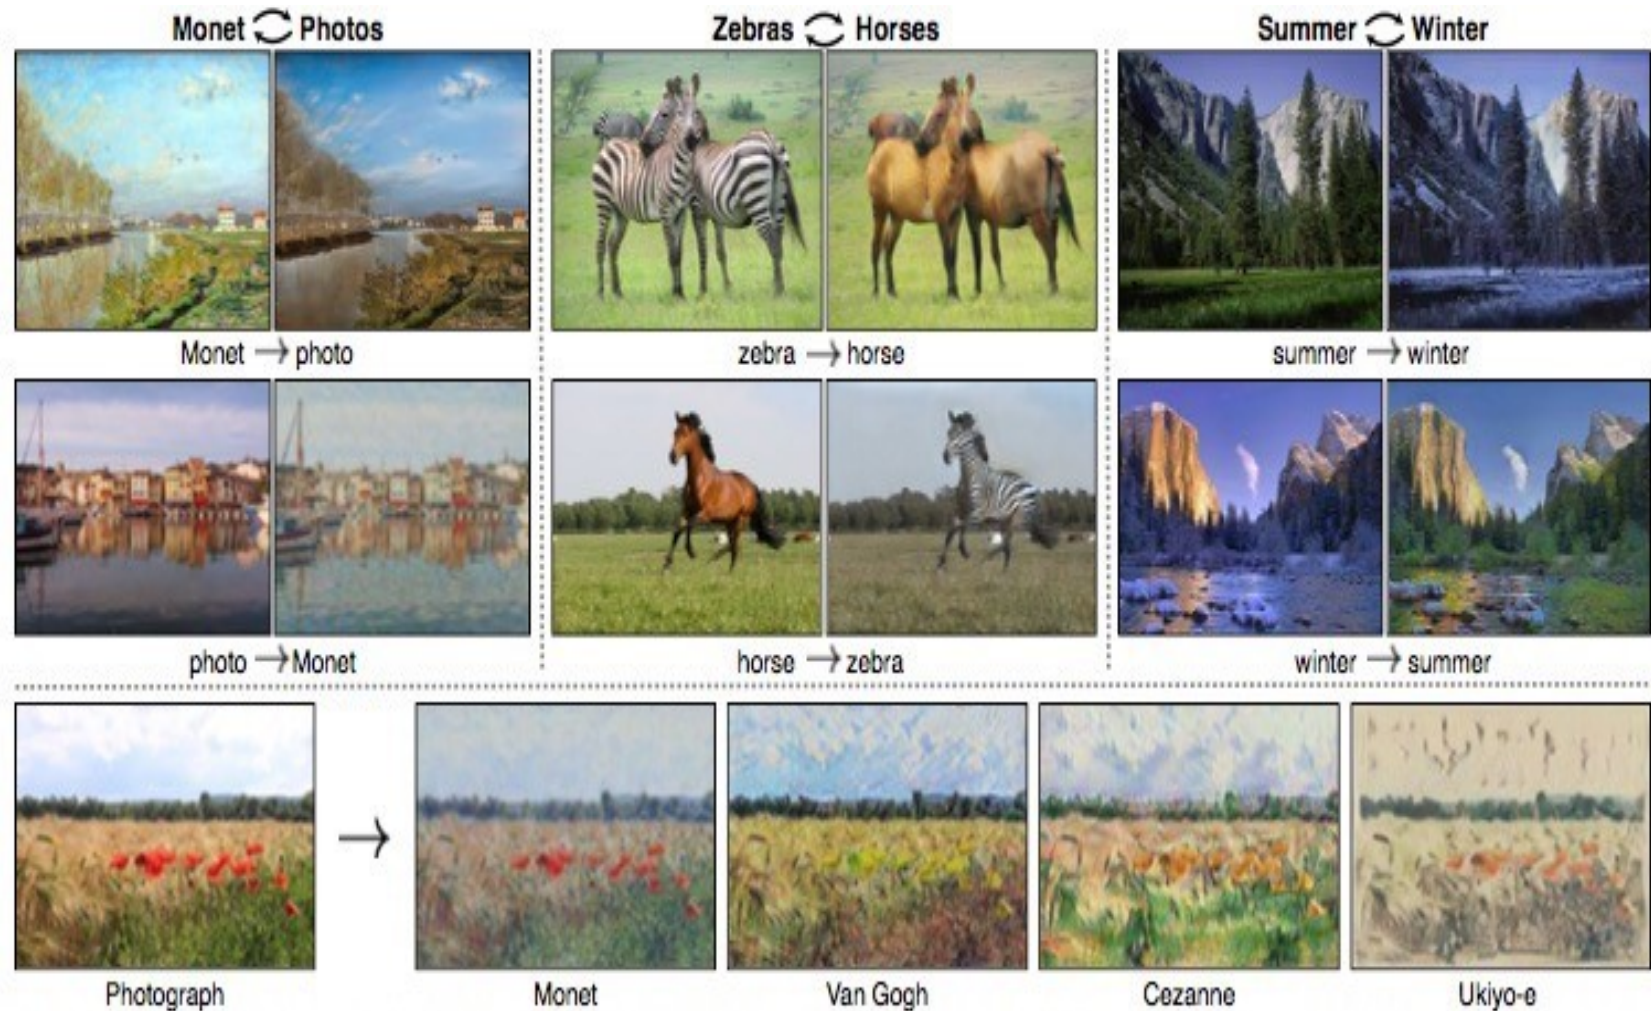 Monet Photos
Zebras Horses
Summer Winter
Monet → photo
zebra → horse
summer → winter
photo → Monet
horse → zebra
winter → summer
Photograph
→
Monet
Van Gogh
Cezanne
Ukiyo-e